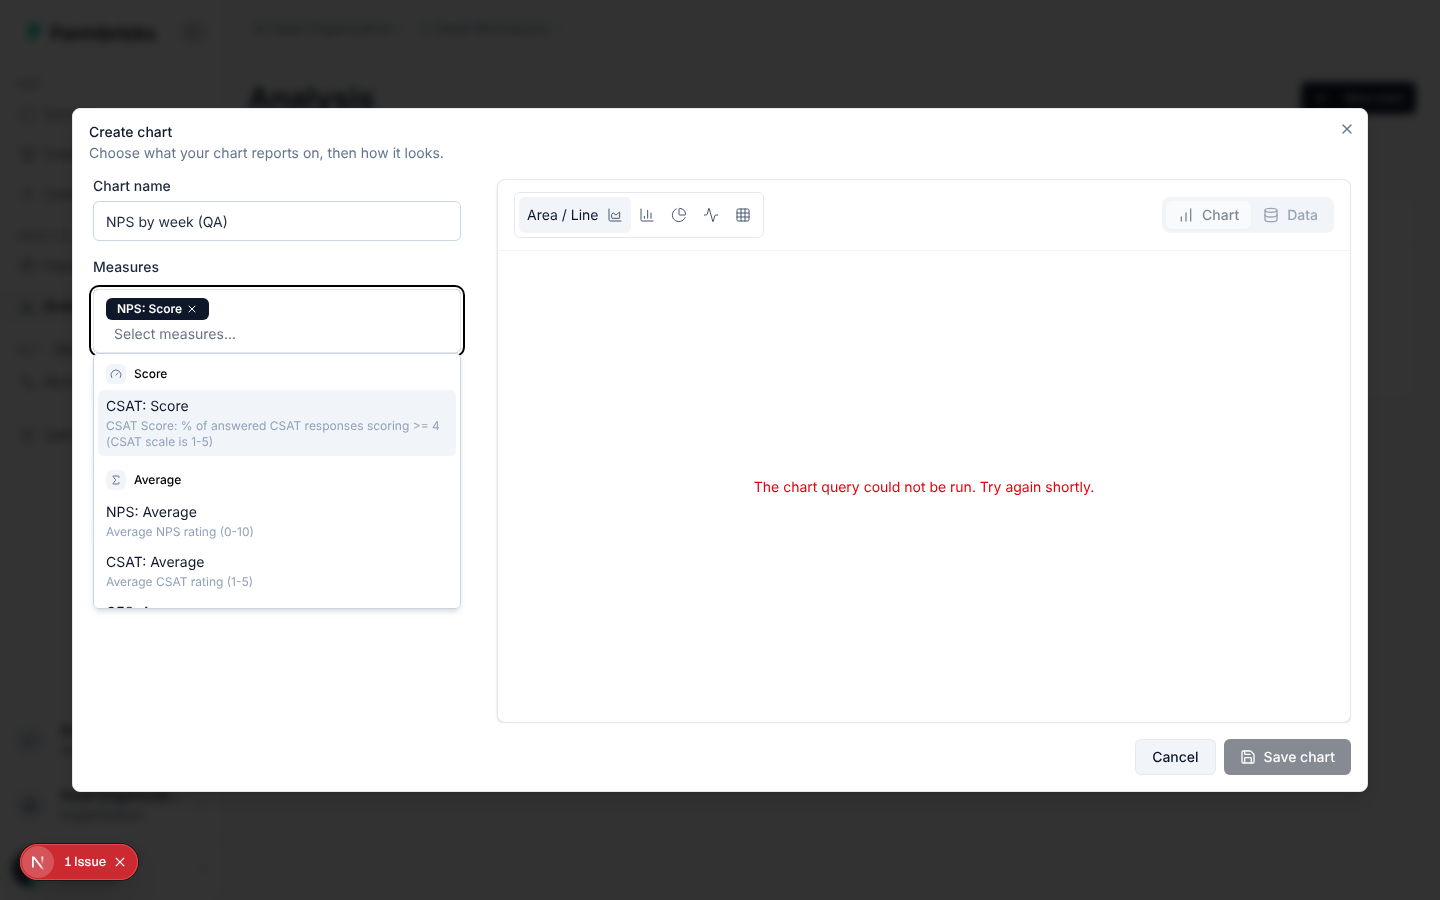 Analysis
Create chart
Choose what your chart reports on, then how it looks.
Chart name
NPS by week (QA)
Measures
NPS: Score
Select measures...
Score
CSAT: Score
CSAT Score: % of answered CSAT responses scoring >= 4
(CSAT scale is 1-5)
Average
NPS: Average
Average NPS rating (0-10)
CSAT: Average
Average CSAT rating (1-5)
Area / Line
Chart
Data
The chart query could not be run. Try again shortly.
Cancel
Save chart
1 Issue